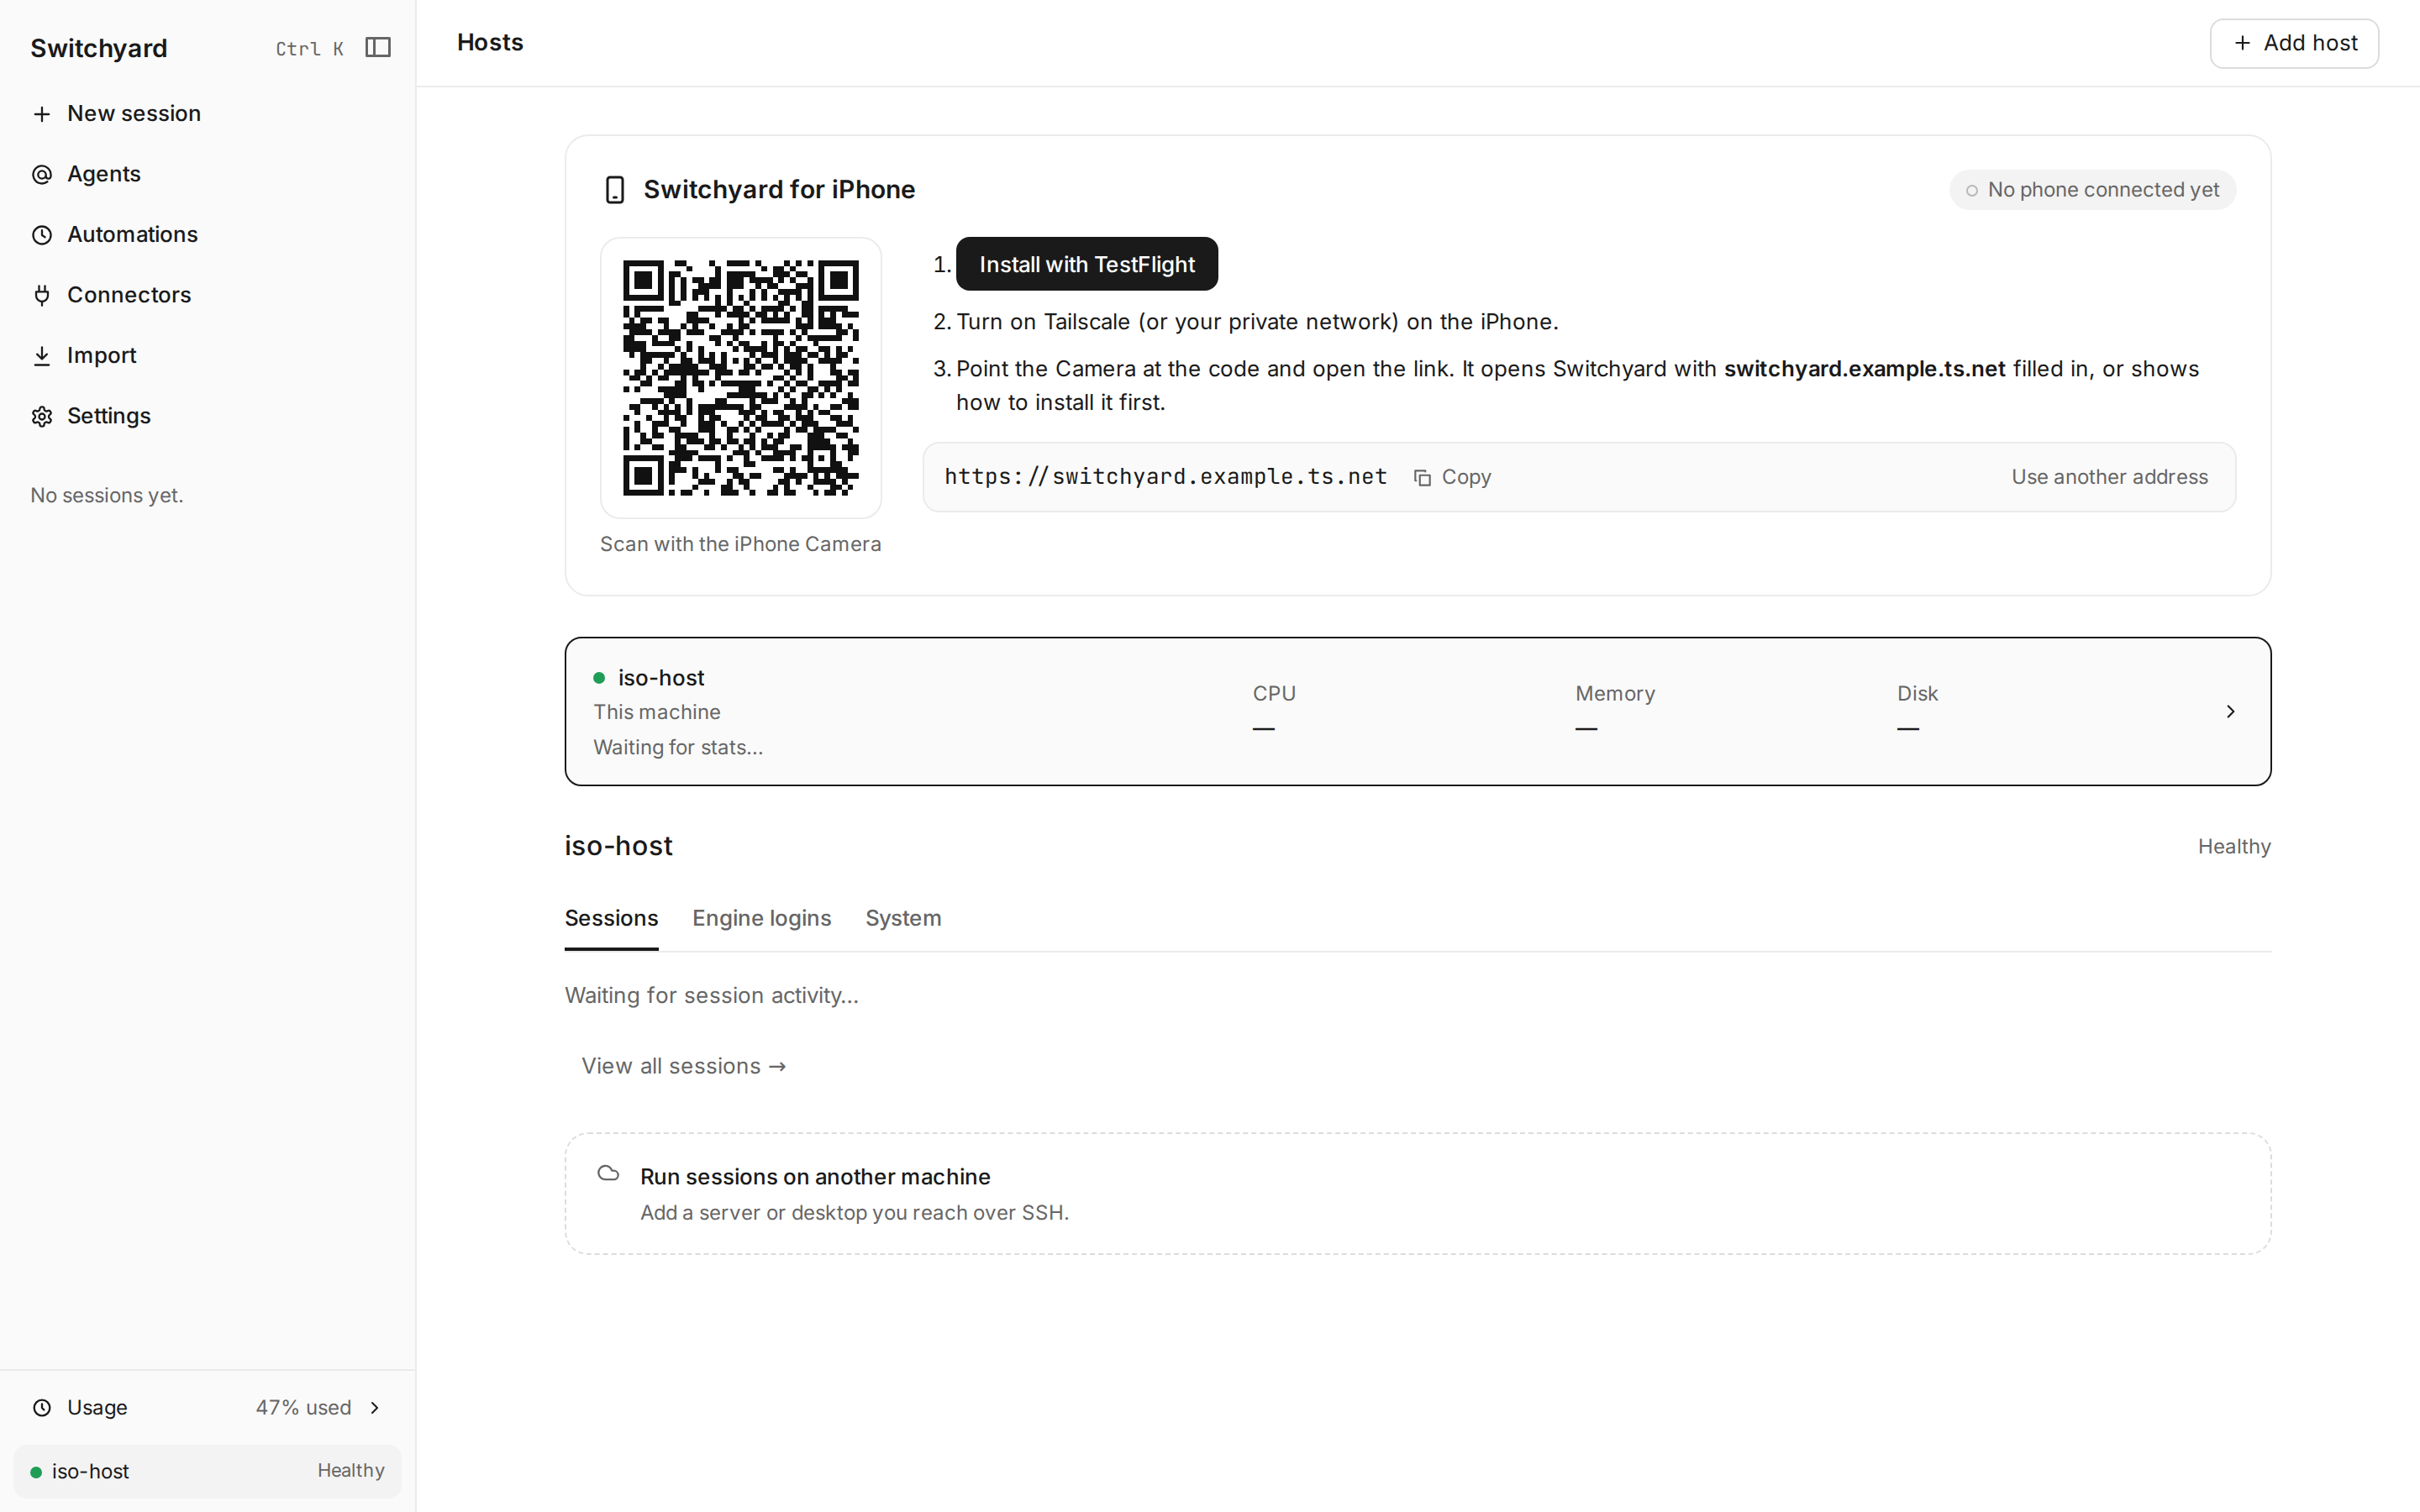 Switchyard
Ctrl K
New session
Agents
Automations
Connectors
Import
Settings
No sessions yet.
Usage
47% used
iso-host
Healthy
Hosts
Add host
Switchyard for iPhone
No phone connected yet
Scan with the iPhone Camera
1. Install with TestFlight
2. Turn on Tailscale (or your private network) on the iPhone.
3. Point the Camera at the code and open the link. It opens Switchyard with switchyard.example.ts.net filled in, or shows
how to install it first.
https://switchyard.example.ts.net
Copy
Use another address
iso-host
This machine
Waiting for stats...
CPU
—
Memory
—
Disk
—
iso-host
Healthy
Sessions
Engine logins
System
Waiting for session activity...
View all sessions →
Run sessions on another machine
Add a server or desktop you reach over SSH.